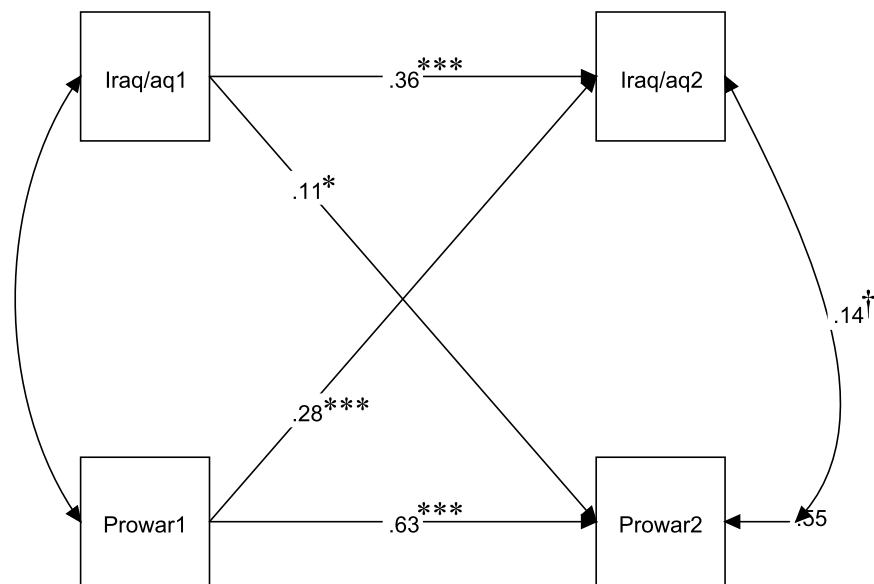 Iraq/aq1
Iraq/aq2
.36***
.11*
.14†
.28***
Prowar1
.63***
Prowar2
.55